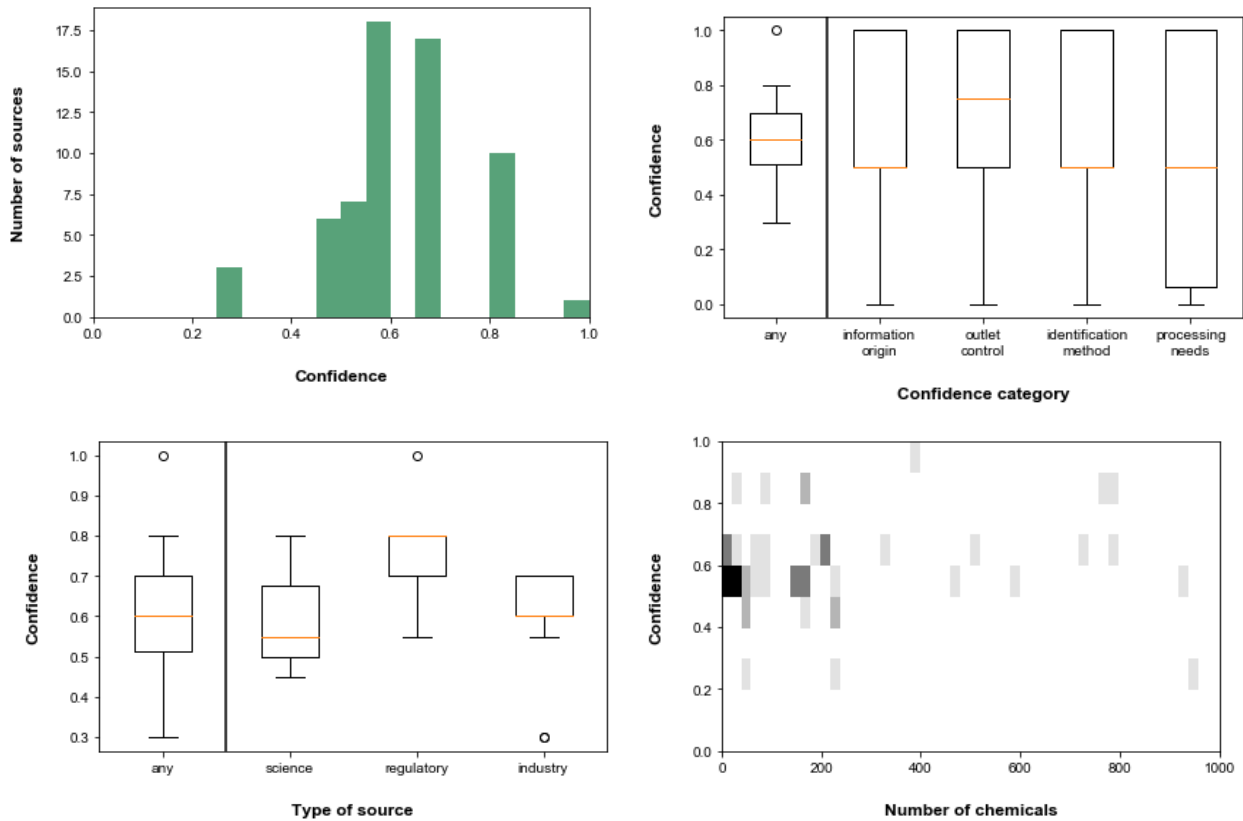 17.5
15.0
12.5
10.0
7.5
5.0
2.5
0.0
Number of sources
0.0 0.2 0.4 0.6 0.8 1.0
Confidence
1.0
0.8
0.6
0.4
0.2
0.0
Confidence
any information outlet identification processing
origin control method needs
Confidence category
1.0
0.9
0.8
0.7
0.6
0.5
0.4
0.3
Confidence
any science regulatory industry
Type of source
1.0
0.8
0.6
0.4
0.2
0.0
Confidence
0 200 400 600 800 1000
Number of chemicals